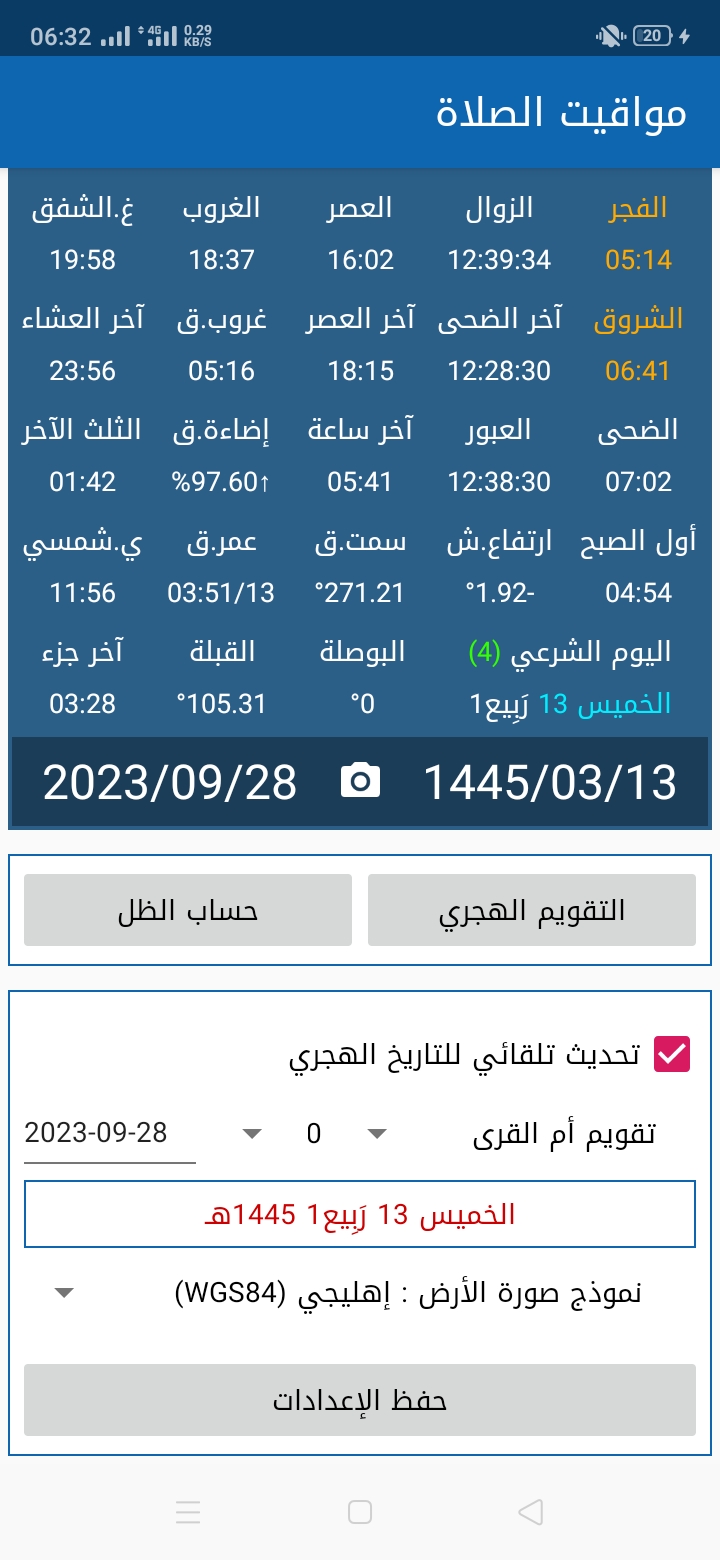 06:32 4G 0.29 KB/S 20
مواقيت الصلاة
الفجر الزوال العصر الغروب غ.الشفق
05:14 12:39:34 16:02 18:37 19:58
الشروق آخر الضحى آخر العصر غروب.ق آخر العشاء
06:41 12:28:30 18:15 05:16 23:56
الضحى العبور آخر ساعة إضاءة.ق الثلث الآخر
07:02 12:38:30 05:41 %97.60↑ 01:42
أول الصبح ارتفاع.ش سمت.ق عمر.ق ي.شمسي
04:54 °1.92- °271.21 03:51/13 11:56
اليوم الشرعي (4) البوصلة القبلة آخر جزء
الخميس 13 رَبِيع1 °0 °105.31 03:28
1445/03/13 2023/09/28
التقويم الهجري حساب الظل
تحديث تلقائي للتاريخ الهجري
تقويم أم القرى 0 2023-09-28
الخميس 13 رَبِيع1 1445هـ
نموذج صورة الأرض : إهليجي (WGS84)
حفظ الإعدادات